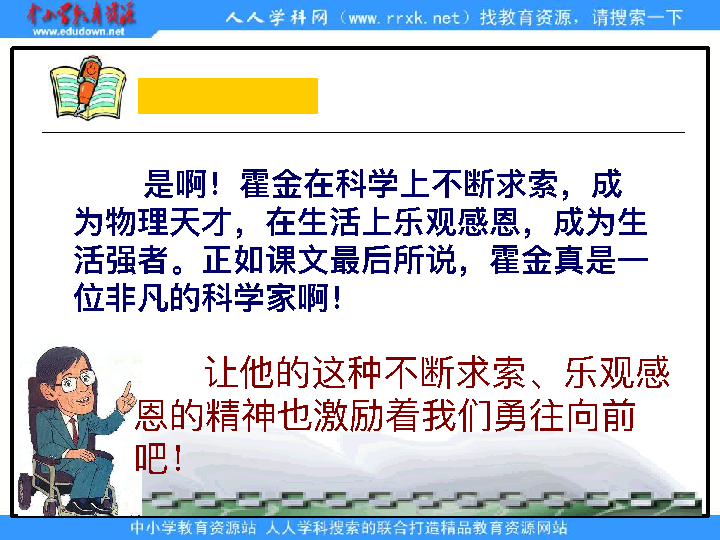 中小学教育资源
www.edudown.net
人人学科网（www.rrxk.net）找教育资源，请搜索一下
是啊！霍金在科学上不断求索，成
为物理天才，在生活上乐观感恩，成为生
活强者。正如课文最后所说，霍金真是一
位非凡的科学家啊！
让他的这种不断求索、乐观感
恩的精神也激励着我们勇往向前
吧！
中小学教育资源站 人人学科搜索的联合打造精品教育资源网站